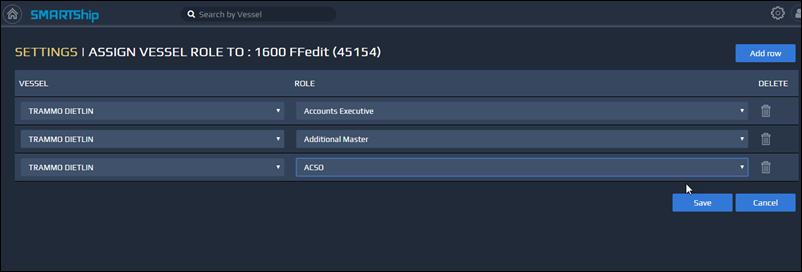 SMARTShip
Search by Vessel
SETTINGS | ASSIGN VESSEL ROLE TO : 1600 FFedit (45154)
Add row
VESSEL ROLE DELETE
TRAMMO DIETLIN Accounts Executive
TRAMMO DIETLIN Additional Master
TRAMMO DIETLIN ACSO
Save Cancel